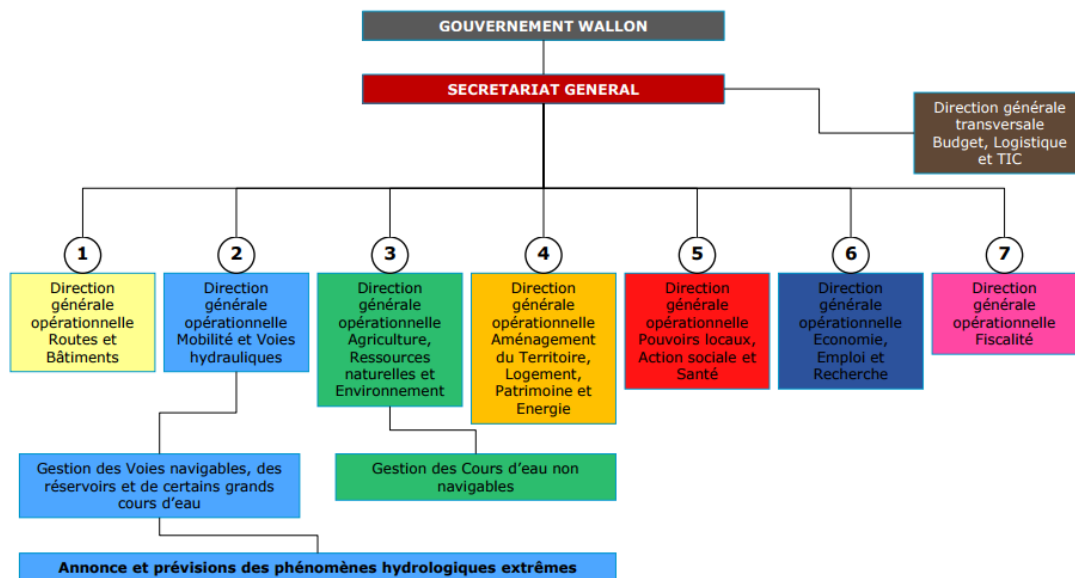 GOUVERNEMENT WALLON
SECRETARIAT GENERAL
Direction générale
transversale
Budget, Logistique
et TIC
1
2
3
4
5
6
7
Direction
générale
opérationnelle
Routes et
Bâtiments
Direction
générale
opérationnelle
Mobilité et Voies
hydrauliques
Direction
générale
opérationnelle
Agriculture,
Ressources
naturelles et
Environnement
Direction
générale
opérationnelle
Aménagement
du Territoire,
Logement,
Patrimoine et
Energie
Direction
générale
opérationnelle
Pouvoirs locaux,
Action sociale et
Santé
Direction
générale
opérationnelle
Economie,
Emploi et
Recherche
Direction
générale
opérationnelle
Fiscalité
Gestion des Voies navigables, des
réservoirs et de certains grands
cours d'eau
Gestion des Cours d'eau non
navigables
Annonce et prévisions des phénomènes hydrologiques extrêmes